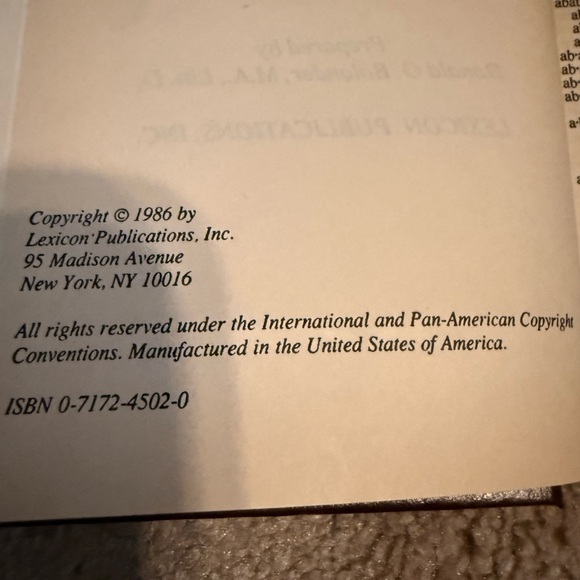 Copyright © 1986 by
Lexicon Publications, Inc.
95 Madison Avenue
New York, NY 10016
All rights reserved under the International and Pan-American Copyright
Conventions. Manufactured in the United States of America.
ISBN 0-7172-4502-0